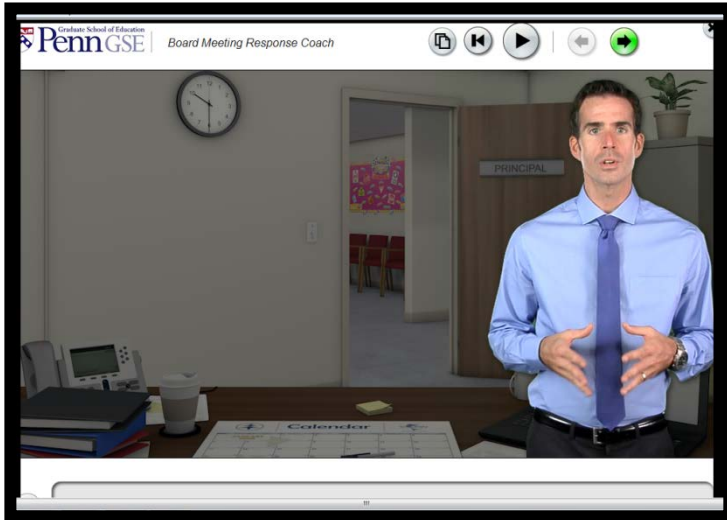 Graduate School of Education
Penn GSE
Board Meeting Response Coach
PRINCIPAL
Calendar